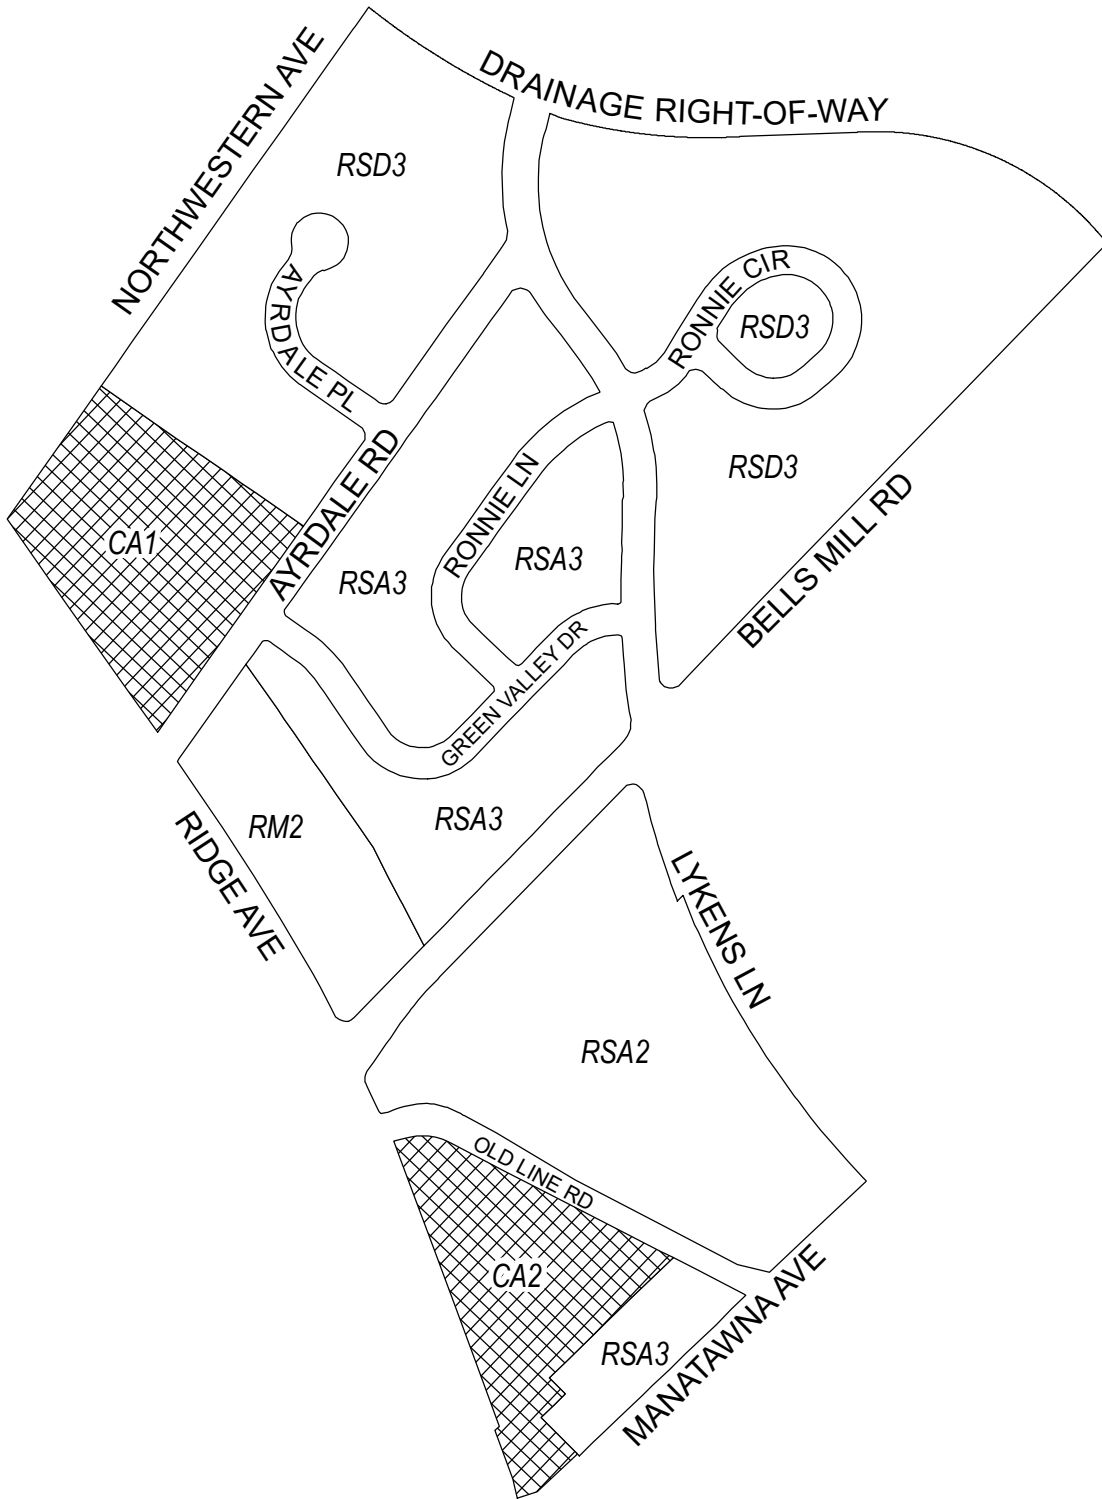 NORTHWESTERN AVE
DRAINAGE RIGHT-OF-WAY
RSD3
RONNIE CIR
AYRDALE PL
RSD3
RSD3
AYRDALE RD
RONNIE LN
BELLS MILL RD
CA1
RSA3
RSA3
GREEN VALLEY DR
RM2
RSA3
RIDGE AVE
LYKENS LN
RSA2
OLD LINE RD
CA2
MANATAWNA AVE
RSA3